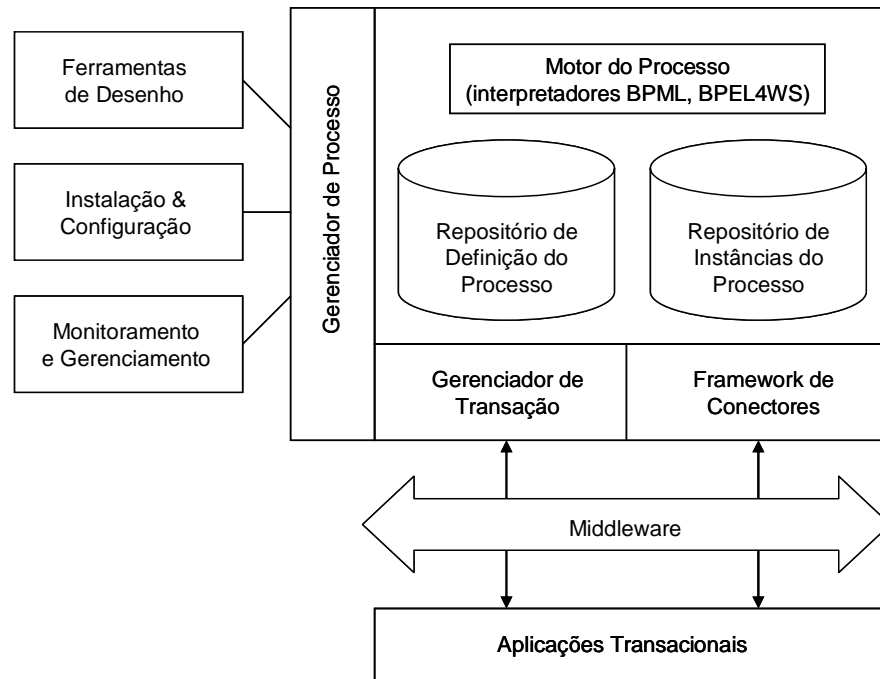 Ferramentas
de Desenho
Instalação &
Configuração
Monitoramento
e Gerenciamento
Gerenciador de Processo
Motor do Processo
(interpretadores BPML, BPEL4WS)
Repositório de
Definição do
Processo
Repositório de
Instâncias do
Processo
Gerenciador de
Transação
Framework de
Conectores
Middleware
Aplicações Transacionais